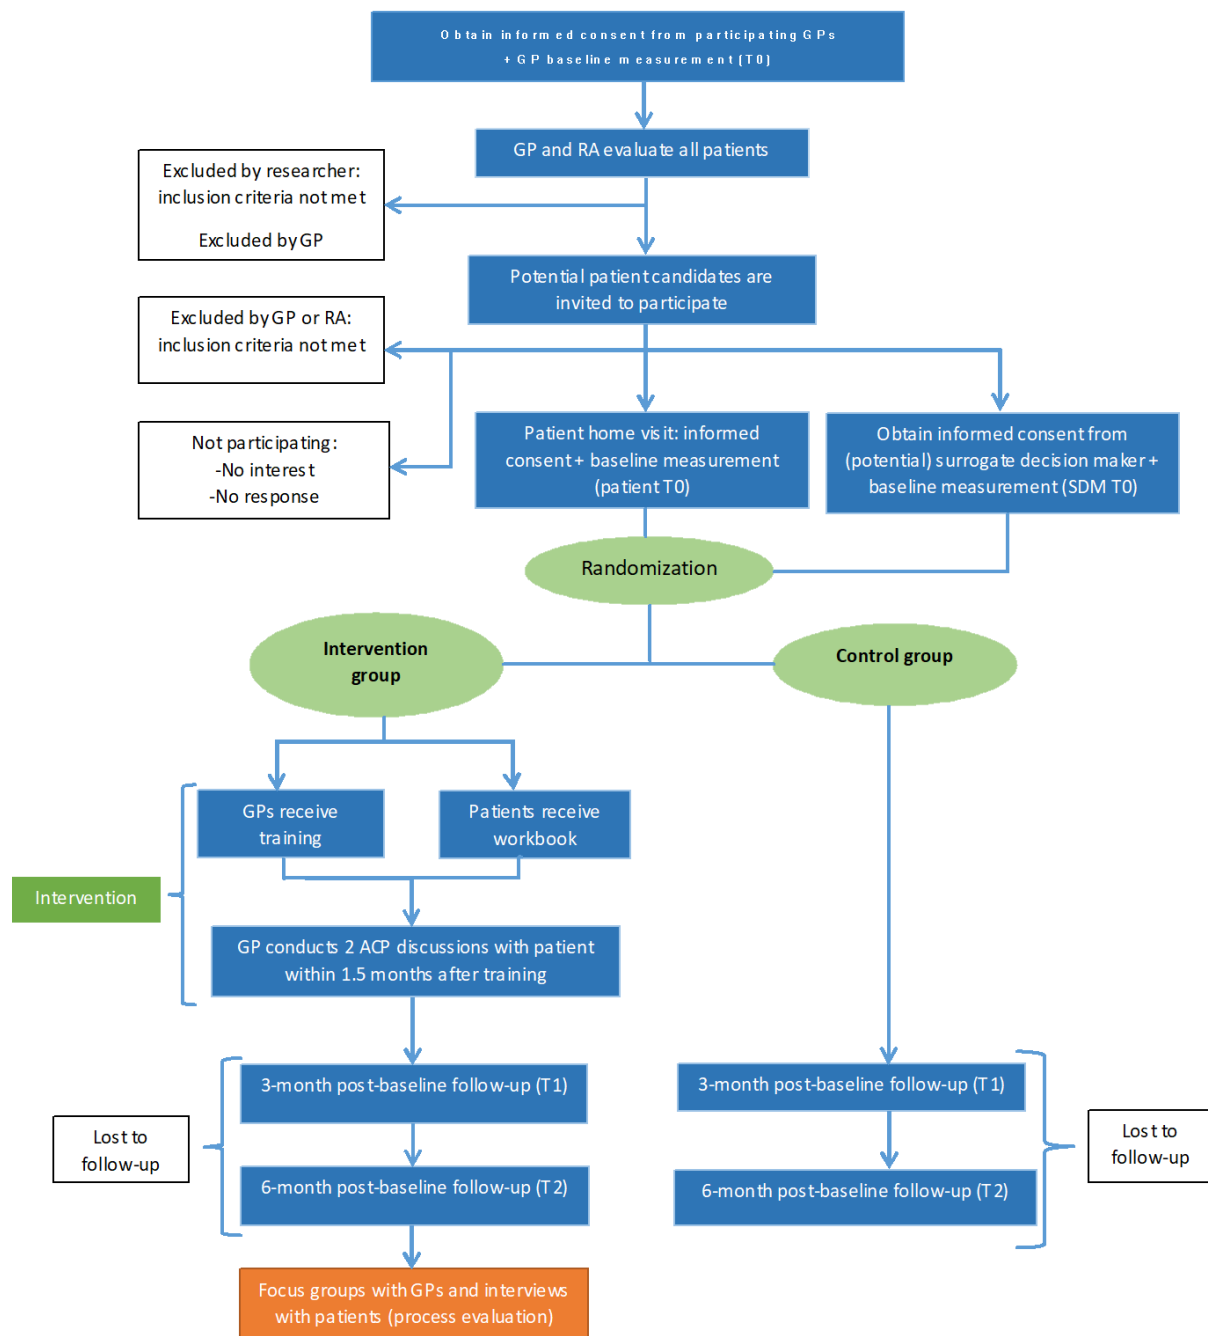 Obtain informed consent from participating GPs
+ GP baseline measurement (T0)
GP and RA evaluate all patients
Excluded by researcher:
inclusion criteria not met
Excluded by GP
Potential patient candidates are
invited to participate
Excluded by GP or RA:
inclusion criteria not met
Not participating:
-No interest
-No response
Patient home visit: informed
consent + baseline measurement
(patient T0)
Obtain informed consent from
(potential) surrogate decision maker +
baseline measurement (SDM T0)
Randomization
Intervention
group
Control group
GPs receive
training
Patients receive
workbook
Intervention
GP conducts 2 ACP discussions with patient
within 1.5 months after training
3-month post-baseline follow-up (T1)
3-month post-baseline follow-up (T1)
Lost to
follow-up
Lost to
follow-up
6-month post-baseline follow-up (T2)
6-month post-baseline follow-up (T2)
Focus groups with GPs and interviews
with patients (process evaluation)